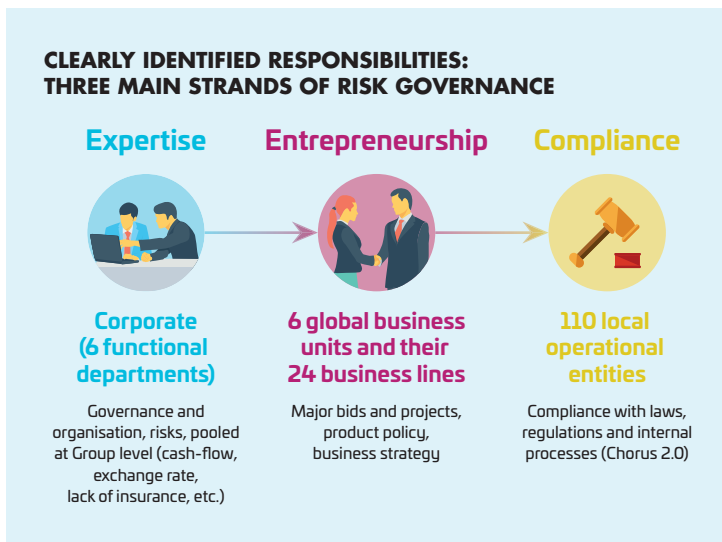 CLEARLY IDENTIFIED RESPONSIBILITIES:
THREE MAIN STRANDS OF RISK GOVERNANCE
Expertise
Corporate
(6 functional
departments)
Governance and
organisation, risks, pooled
at Group level (cash-flow,
exchange rate,
lack of insurance, etc.)
Entrepreneurship
6 global business
units and their
24 business lines
Major bids and projects,
product policy,
business strategy
Compliance
110 local
operational
entities
Compliance with laws,
regulations and internal
processes (Chorus 2.0)